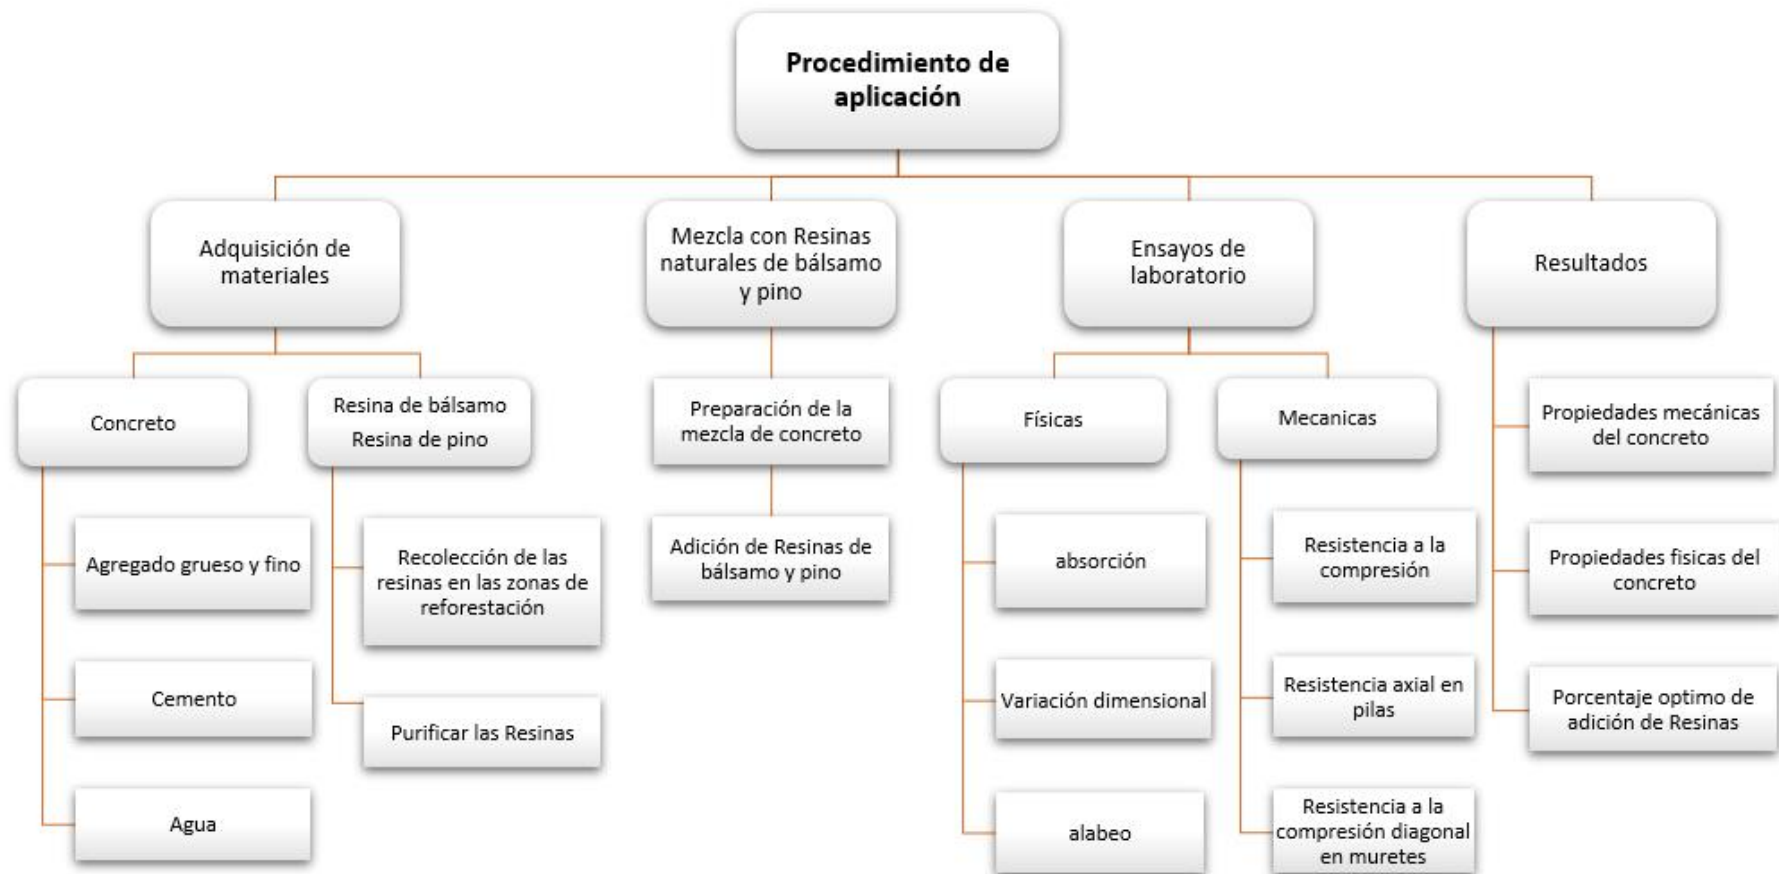 Procedimiento de
aplicación
Adquisición de
materiales
Mezcla con Resinas
naturales de bálsamo
y pino
Ensayos de
laboratorio
Resultados
Concreto
Resina de bálsamo
Resina de pino
Preparación de la
mezcla de concreto
Físicas
Mecanicas
Propiedades mecánicas
del concreto
Agregado grueso y fino
Recolección de las
resinas en las zonas de
reforestación
Adición de Resinas de
bálsamo y pino
absorción
Resistencia a la
compresión
Propiedades fisicas del
concreto
Cemento
Purificar las Resinas
Variación dimensional
Resistencia axial en
pilas
Porcentaje optimo de
adición de Resinas
Agua
alabeo
Resistencia a la
compresión diagonal
en muretes